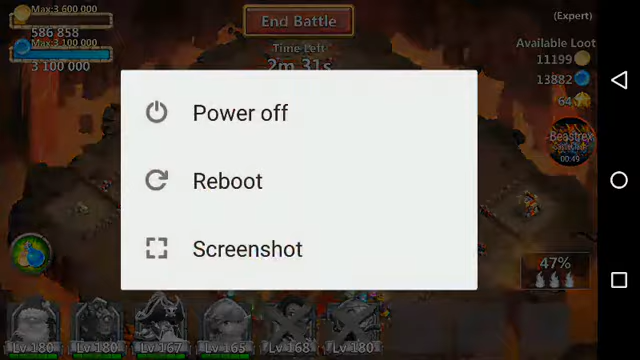 Max:3 600 000
586 858
Max:3 100 000
3 100 000
End Battle
Time Left
2m 31s
(Expert)
Available Loot
11199
13882
64
Beastrex
00:49
Power off
Reboot
Screenshot
47%
Lv 180
Lv 180
Lv 167
Lv 165
Lv 168
Lv 180